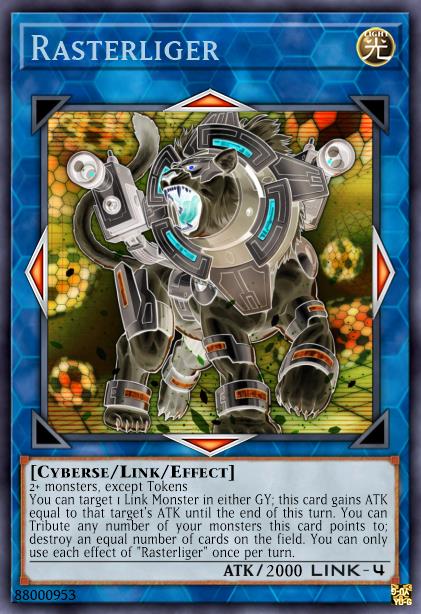 RASTERLIGER
LIGHT
光
[CYBERSE/LINK/EFFECT]
2+ monsters, except Tokens
You can target 1 Link Monster in either GY; this card gains ATK
equal to that target's ATK until the end of this turn. You can
Tribute any number of your monsters this card points to;
destroy an equal number of cards on the field. You can only
use each effect of "Rasterliger" once per turn.
ATK/2000 LINK-4
88000953